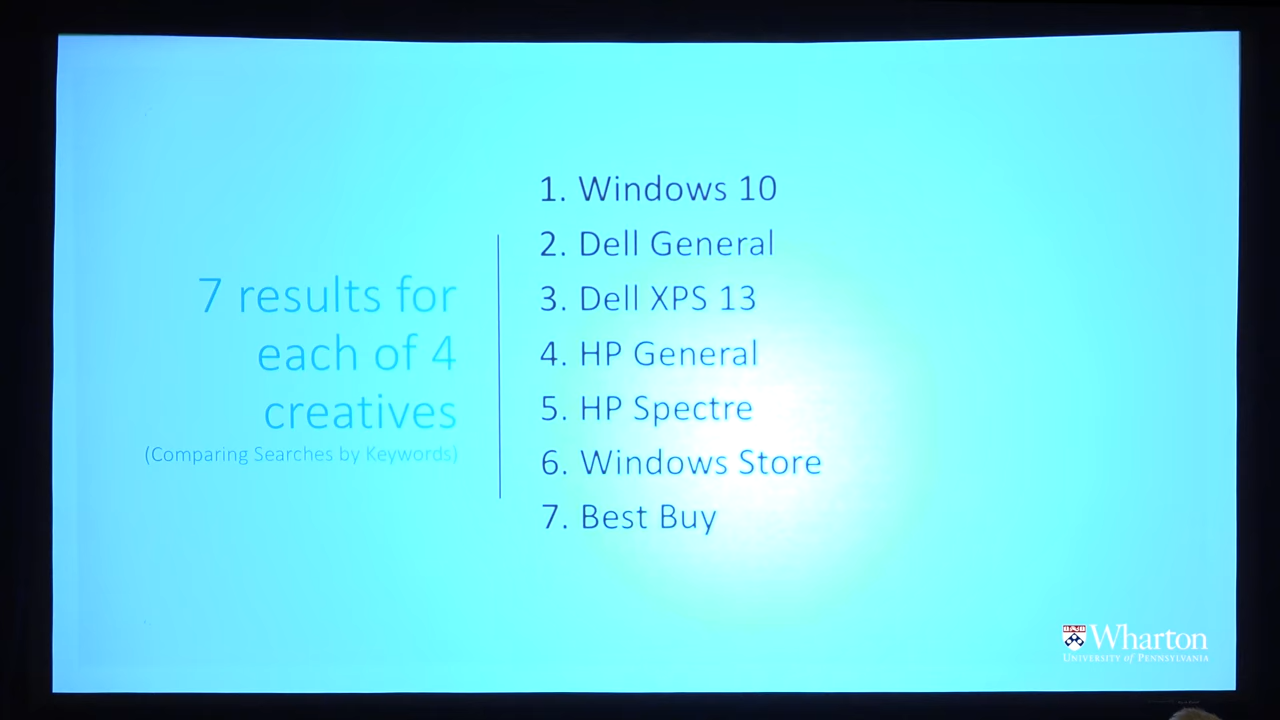 7 results for
each of 4
creatives
(Comparing Searches by Keywords)
1. Windows 10
2. Dell General
3. Dell XPS 13
4. HP General
5. HP Spectre
6. Windows Store
7. Best Buy
Wharton
UNIVERSITY of PENNSYLVANIA